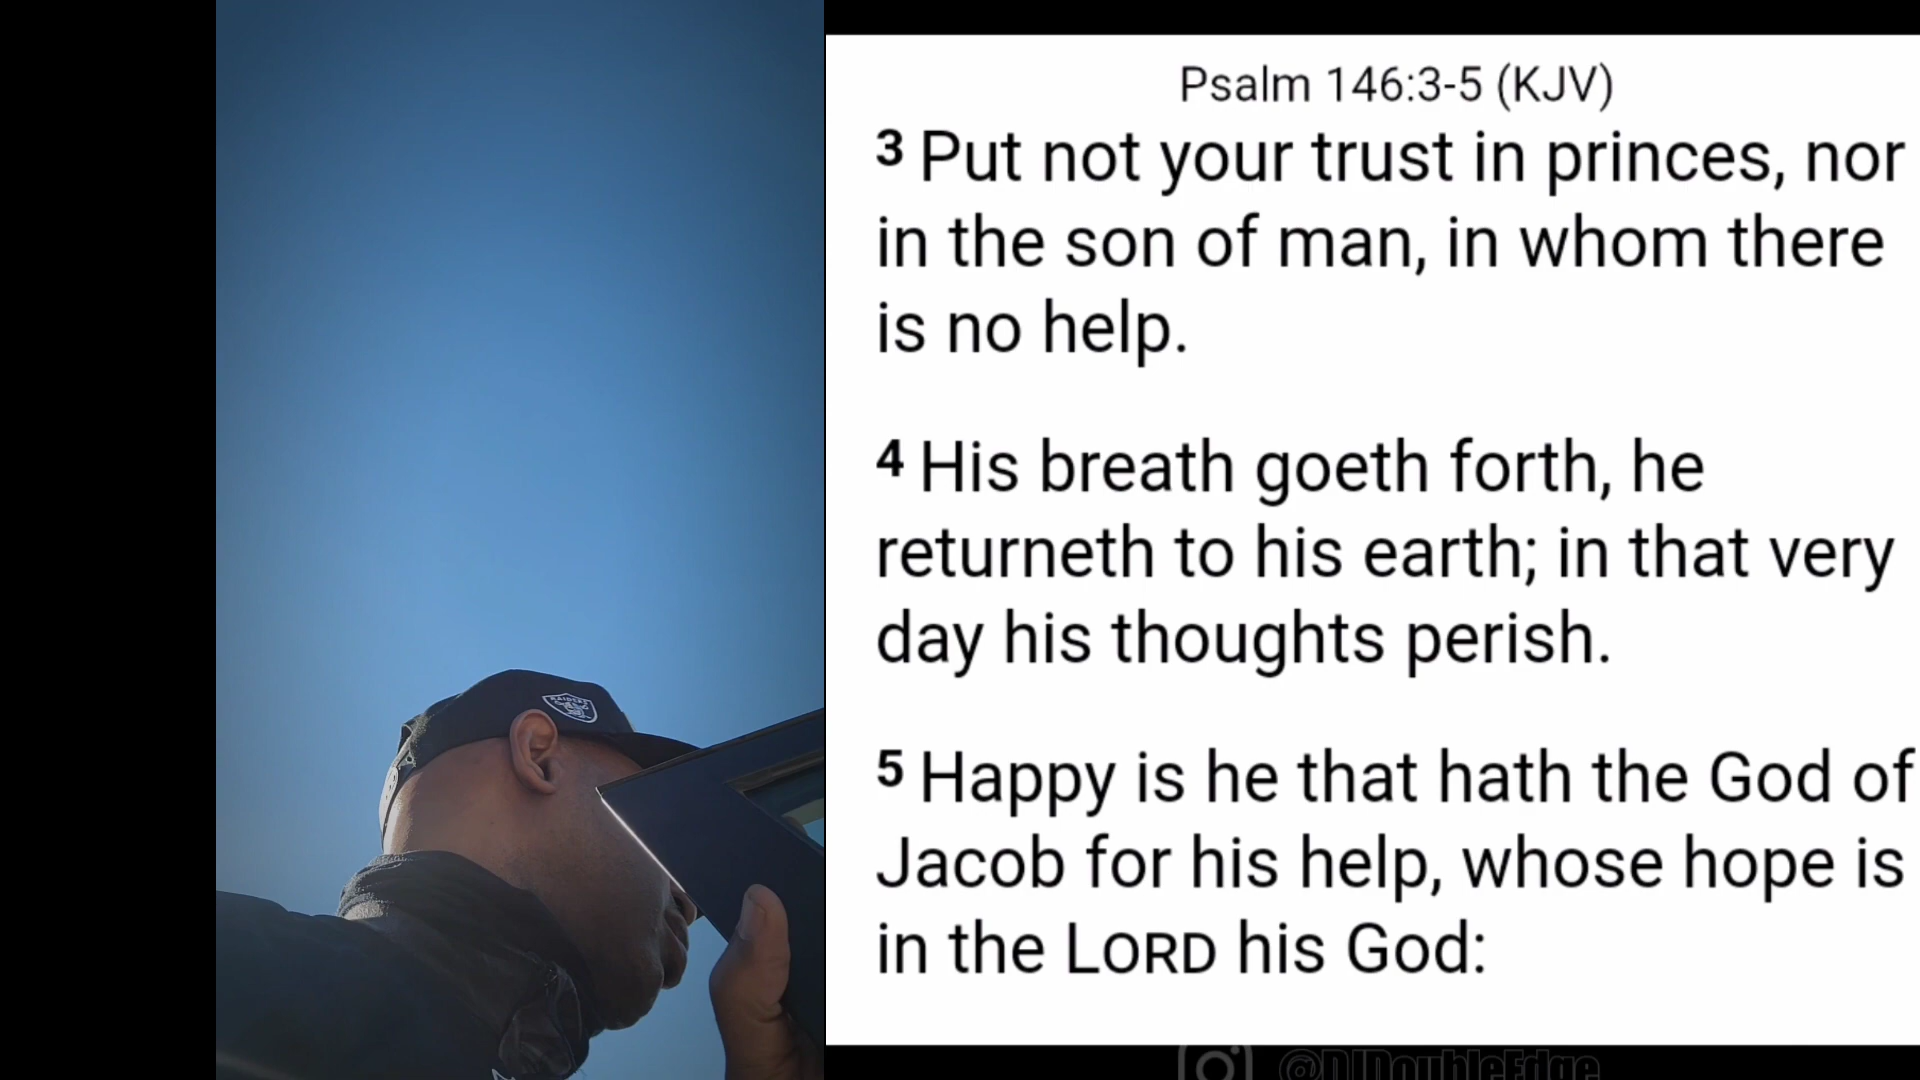 RAIDERS
Psalm 146:3-5 (KJV)
3 Put not your trust in princes, nor
in the son of man, in whom there
is no help.
4 His breath goeth forth, he
returneth to his earth; in that very
day his thoughts perish.
5 Happy is he that hath the God of
Jacob for his help, whose hope is
in the LORD his God:
@DJDoubleEdge